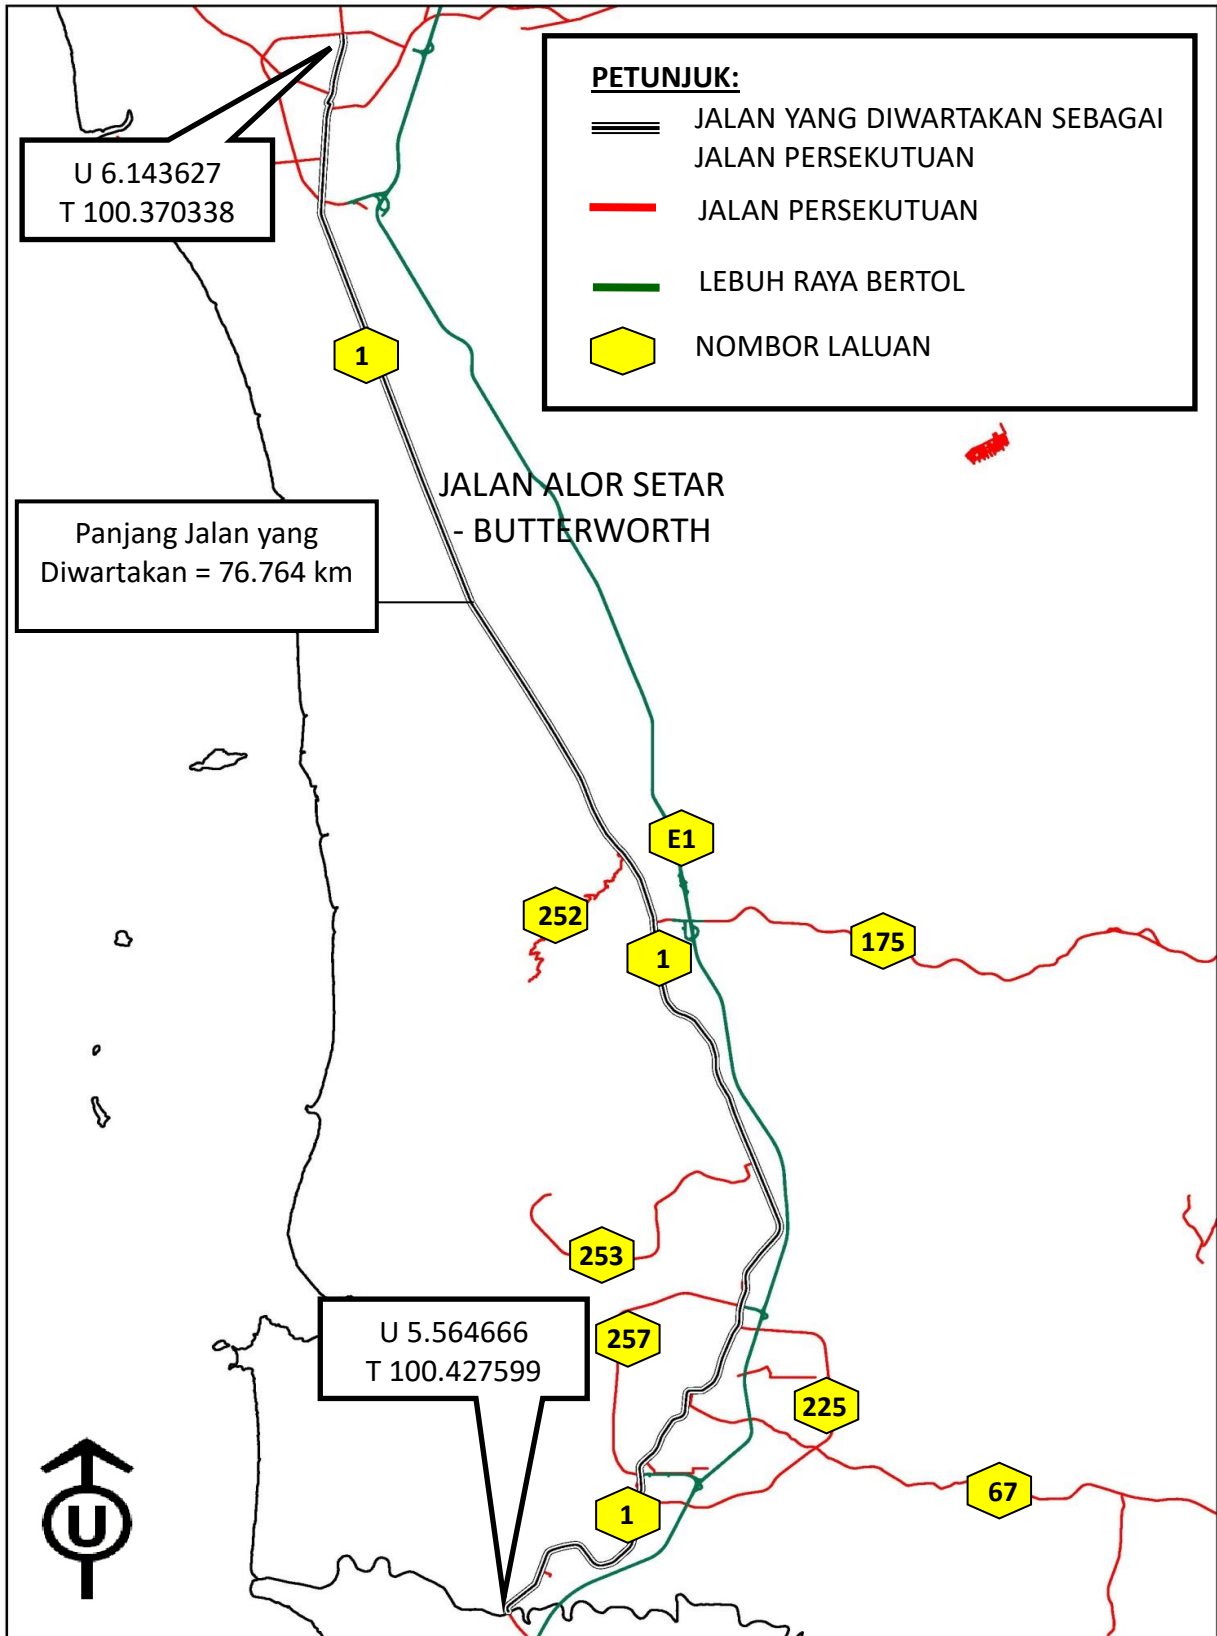 PETUNJUK:
JALAN YANG DIWARTAKAN SEBAGAI
JALAN PERSEKUTUAN
JALAN PERSEKUTUAN
LEBUH RAYA BERTOL
NOMBOR LALUAN
U 6.143627
T 100.370338
1
JALAN ALOR SETAR
- BUTTERWORTH
Panjang Jalan yang
Diwartakan = 76.764 km
E1
252
175
1
253
U 5.564666
T 100.427599
257
225
67
1
U